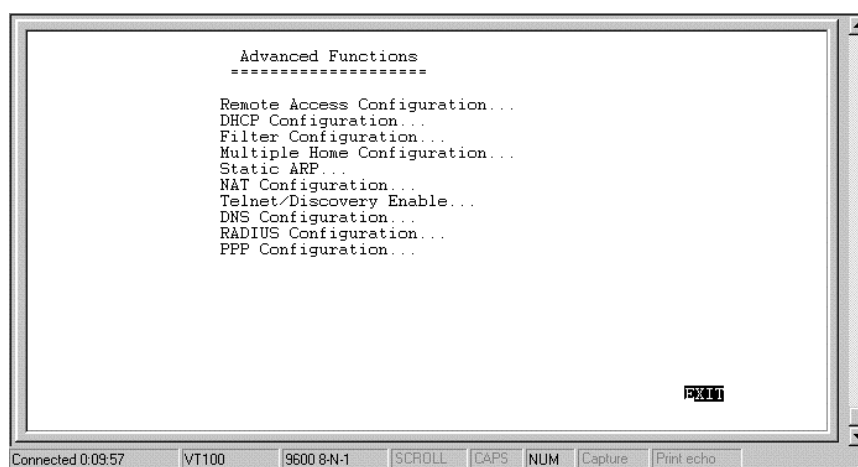 Advanced Functions
====================
Remote Access Configuration...
DHCP Configuration...
Filter Configuration...
Multiple Home Configuration...
Static ARP...
NAT Configuration...
Telnet/Discovery Enable...
DNS Configuration...
RADIUS Configuration...
PPP Configuration...
EXIT
Connected 0:09:57 VT100 9600 8-N-1 SCROLL CAPS NUM Capture Print echo